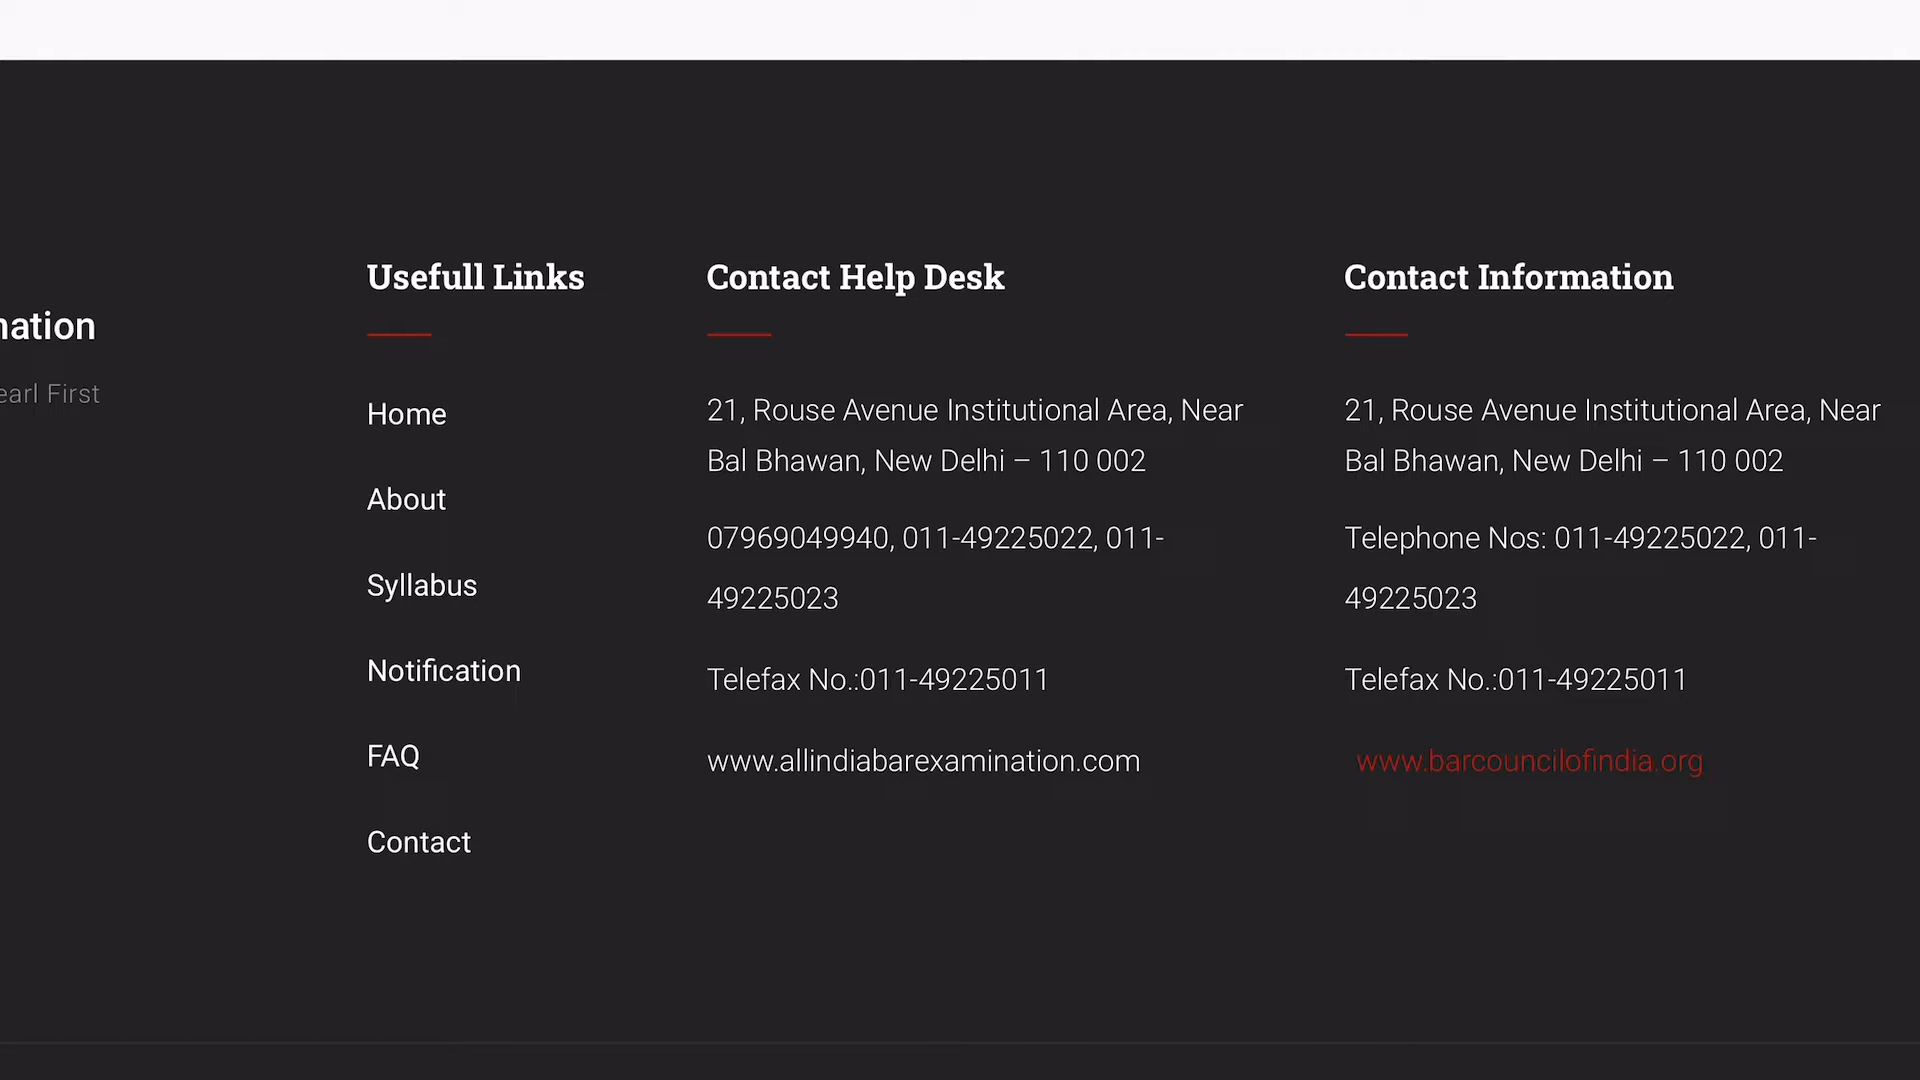 mation
earl First
Usefull Links
Home
About
Syllabus
Notification
FAQ
Contact
Contact Help Desk
21, Rouse Avenue Institutional Area, Near
Bal Bhawan, New Delhi – 110 002
07969049940, 011-49225022, 011-
49225023
Telefax No.:011-49225011
www.allindiabarexamination.com
Contact Information
21, Rouse Avenue Institutional Area, Near
Bal Bhawan, New Delhi – 110 002
Telephone Nos: 011-49225022, 011-
49225023
Telefax No.:011-49225011
www.barcouncilofindia.org